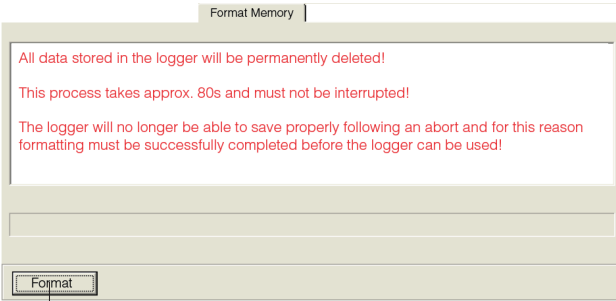 Format Memory
All data stored in the logger will be permanently deleted!
This process takes approx. 80s and must not be interrupted!
The logger will no longer be able to save properly following an abort and for this reason
formatting must be successfully completed before the logger can be used!
Format